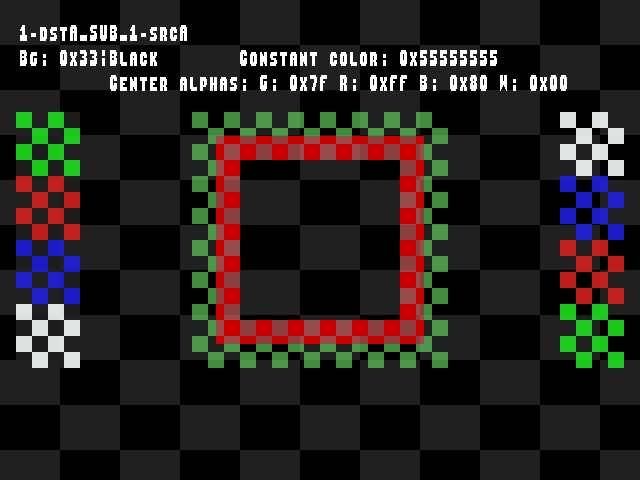 1-dstA_SUB_1-srcA
Bg: 0x33¦Black Constant color: 0x55555555
Center alphas: G: 0x7f R: 0xff B: 0x80 W: 0x00